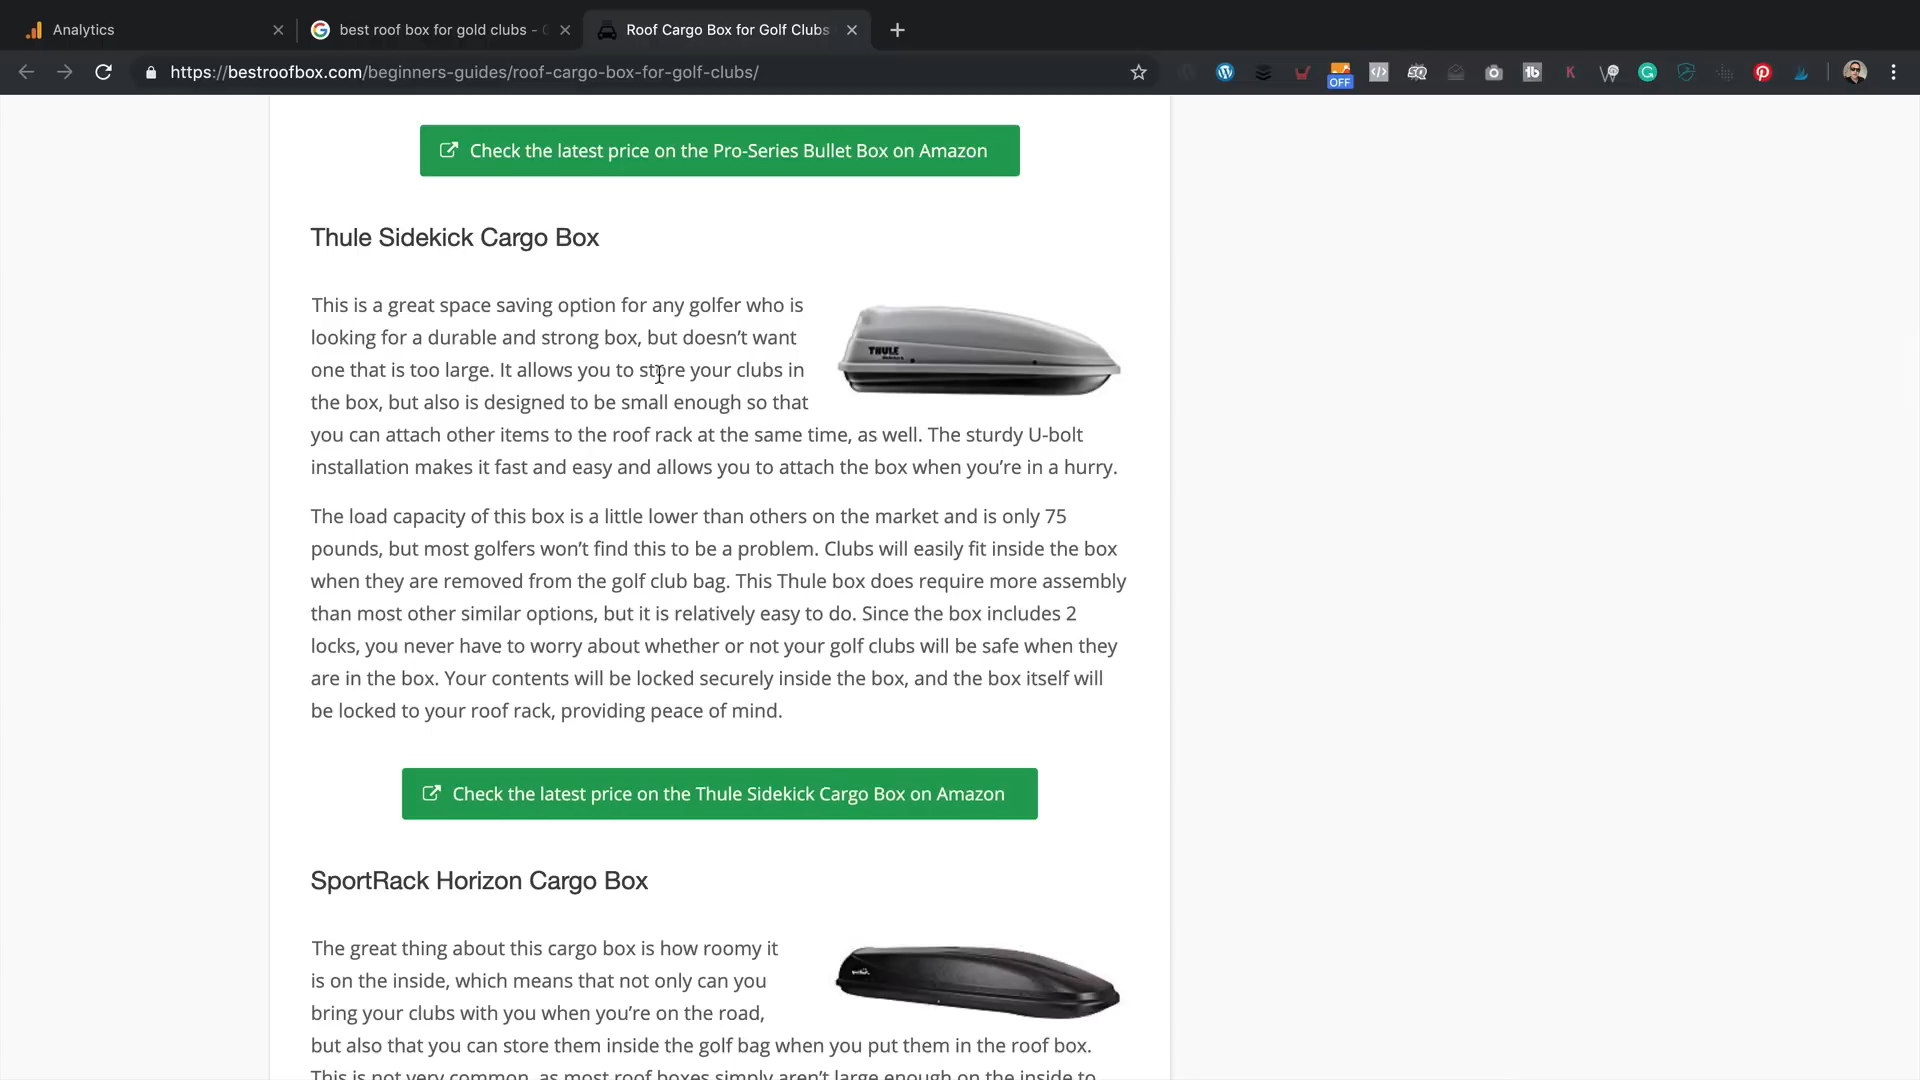 Analytics
best roof box for gold clubs -
Roof Cargo Box for Golf Clubs
https://bestroofbox.com/beginners-guides/roof-cargo-box-for-golf-clubs/
OFF
Check the latest price on the Pro-Series Bullet Box on Amazon
Thule Sidekick Cargo Box
This is a great space saving option for any golfer who is
looking for a durable and strong box, but doesn’t want
one that is too large. It allows you to store your clubs in
the box, but also is designed to be small enough so that
you can attach other items to the roof rack at the same time, as well. The sturdy U-bolt
installation makes it fast and easy and allows you to attach the box when you’re in a hurry.
THULE
The load capacity of this box is a little lower than others on the market and is only 75
pounds, but most golfers won’t find this to be a problem. Clubs will easily fit inside the box
when they are removed from the golf club bag. This Thule box does require more assembly
than most other similar options, but it is relatively easy to do. Since the box includes 2
locks, you never have to worry about whether or not your golf clubs will be safe when they
are in the box. Your contents will be locked securely inside the box, and the box itself will
be locked to your roof rack, providing peace of mind.
Check the latest price on the Thule Sidekick Cargo Box on Amazon
SportRack Horizon Cargo Box
The great thing about this cargo box is how roomy it
is on the inside, which means that not only can you
bring your clubs with you when you’re on the road,
but also that you can store them inside the golf bag when you put them in the roof box.
This is not very common, as most roof boxes simply aren’t large enough on the inside to